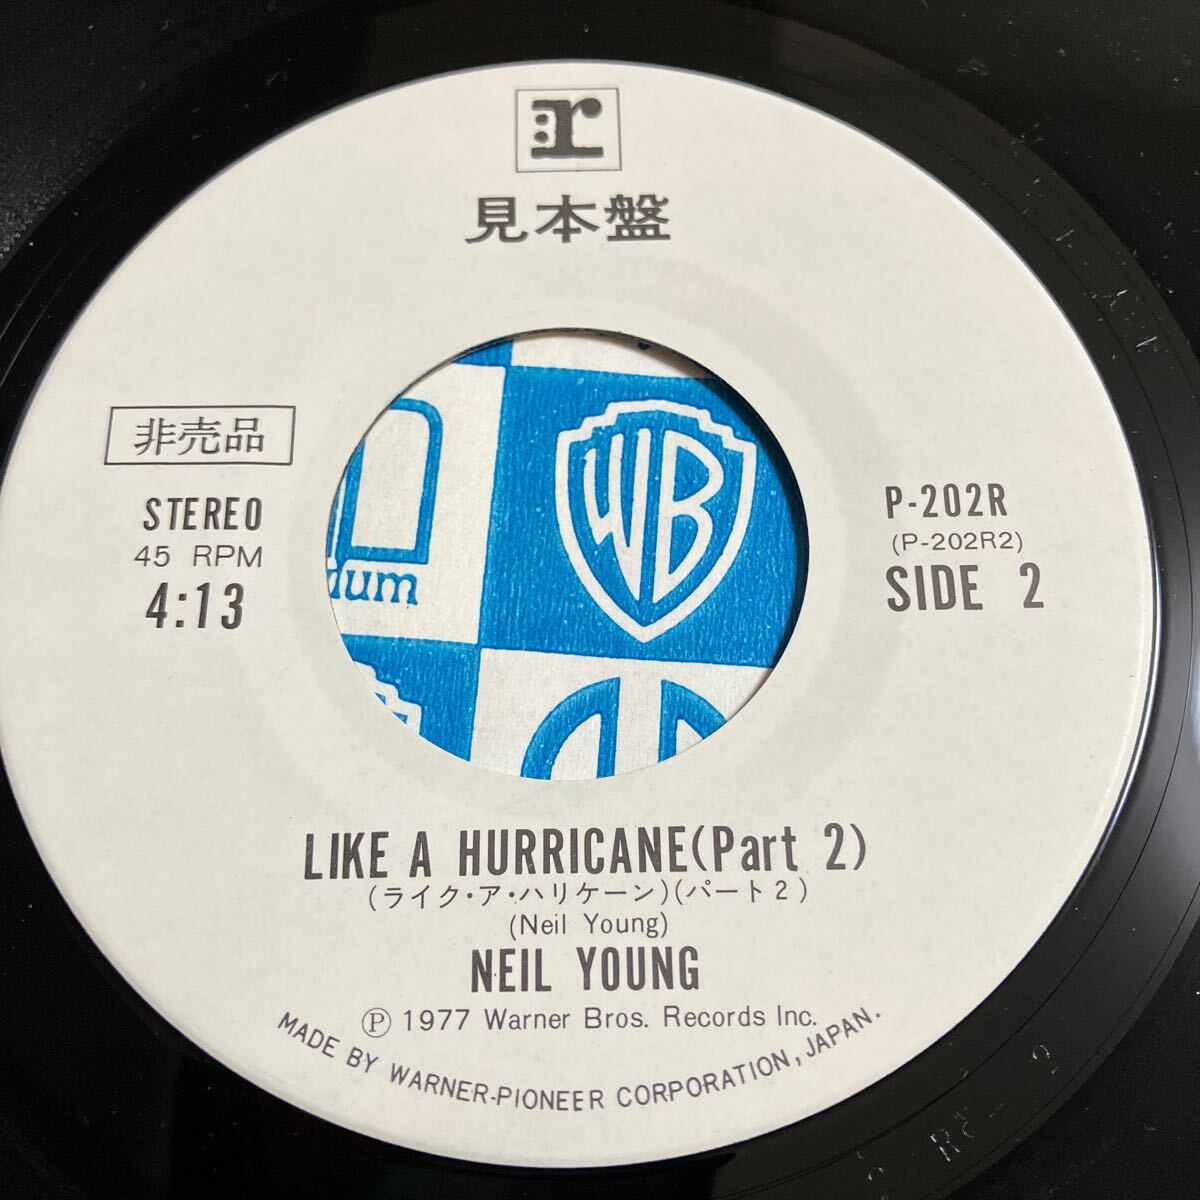 r
見本盤
非売品
STEREO
45 RPM
4:13
P-202R
(P-202R2)
SIDE 2
WB
dum
LIKE A HURRICANE(Part 2)
(ライク・ア・ハリケーン)(パート2)
(Neil Young)
NEIL YOUNG
Ⓟ 1977 Warner Bros. Records Inc.
MADE BY WARNER-PIONEER CORPORATION, JAPAN.